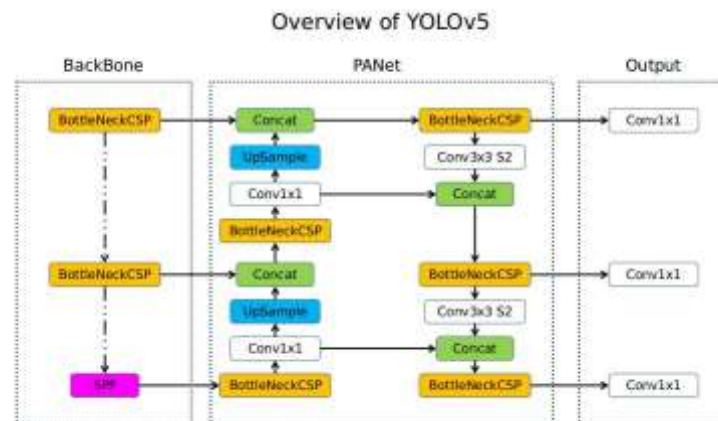 Overview of YOLOv5
BackBone
PANet
Output
BottleNeckCSP
Concat
BottleNeckCSP
Conv1x1
UpSample
Conv3x3 S2
Conv1x1
Concat
BottleNeckCSP
BottleNeckCSP
Concat
BottleNeckCSP
Conv1x1
UpSample
Conv3x3 S2
Conv1x1
Concat
SPP
BottleNeckCSP
BottleNeckCSP
Conv1x1